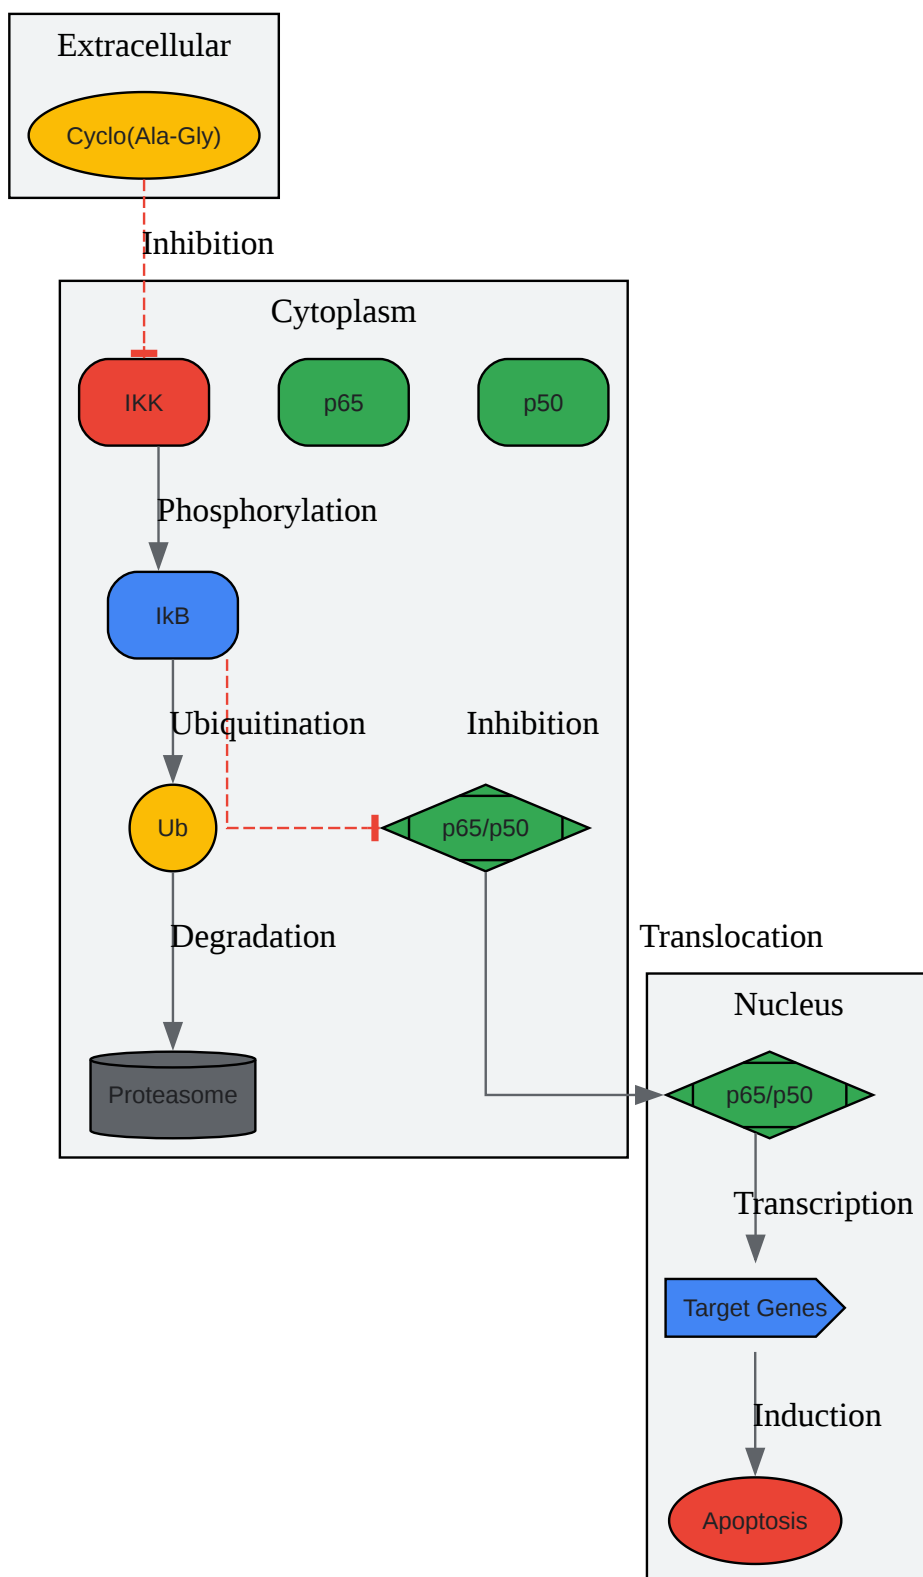 Extracellular
Cyclo(Ala-Gly)
Inhibition
Cytoplasm
IKK
p65
p50
Phosphorylation
IkB
Ubiquitination
Inhibition
Ub
p65/p50
Degradation
Translocation
Nucleus
Proteasome
p65/p50
Transcription
Target Genes
Induction
Apoptosis